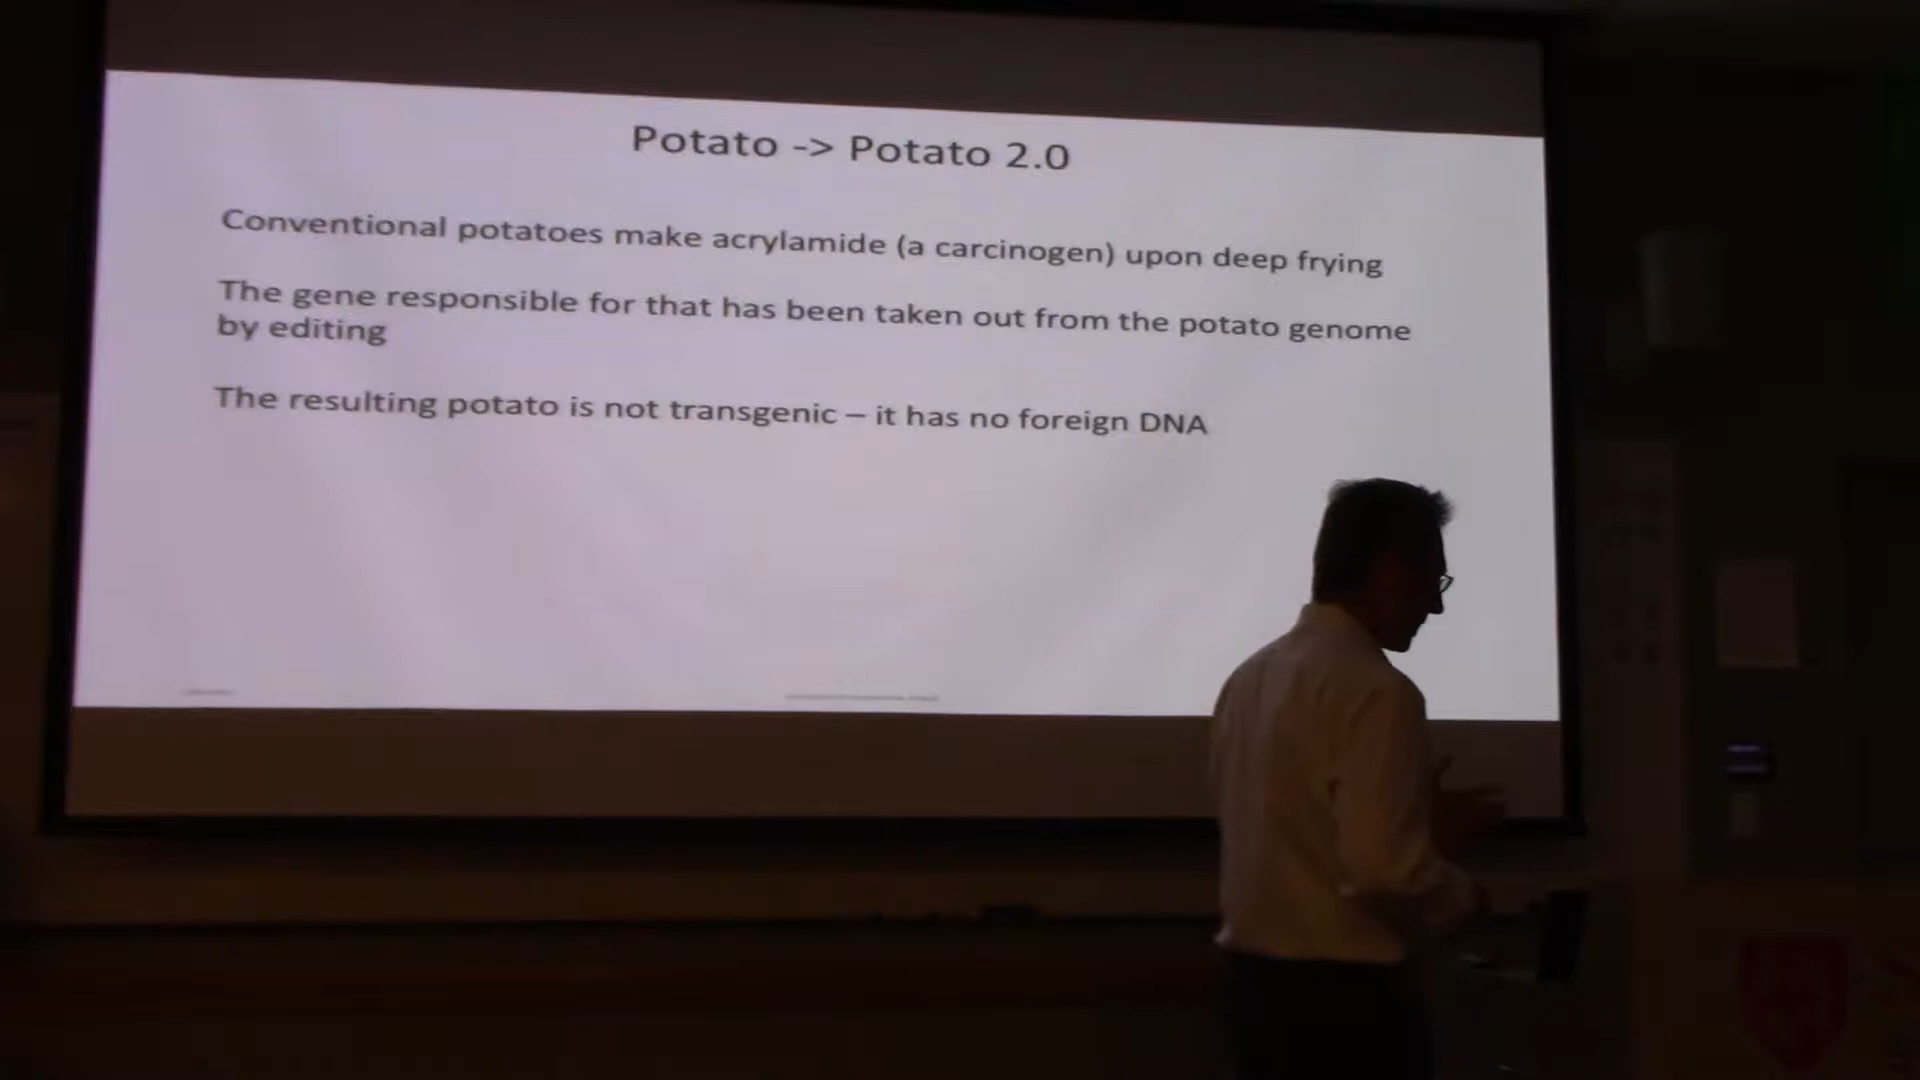 Potato -> Potato 2.0
Conventional potatoes make acrylamide (a carcinogen) upon deep frying
The gene responsible for that has been taken out from the potato genome
by editing
The resulting potato is not transgenic – it has no foreign DNA